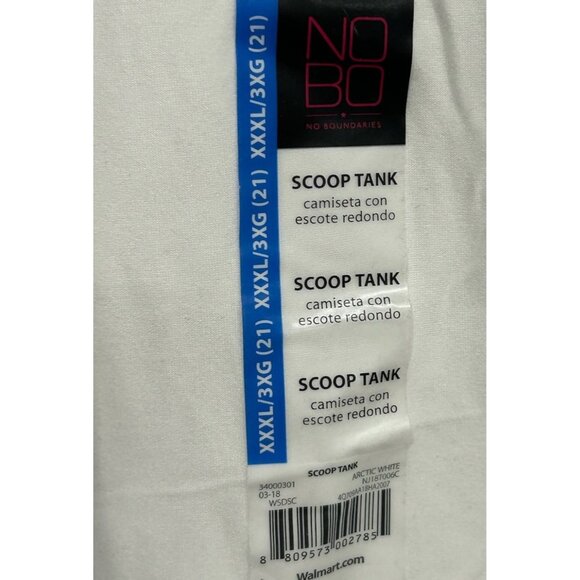 XXXL/3XG (21) XXXL/3XG (21) XXXL/3XG (21)
NO
BO
NO BOUNDARIES
SCOOP TANK
camiseta con
escote redondo
SCOOP TANK
camiseta con
escote redondo
SCOOP TANK
camiseta con
escote redondo
SCOOP TANK
34000301
03-18
WSDSC
ARCTIC WHITE
NJ18T006C
8 809573 002785
Walmart.com